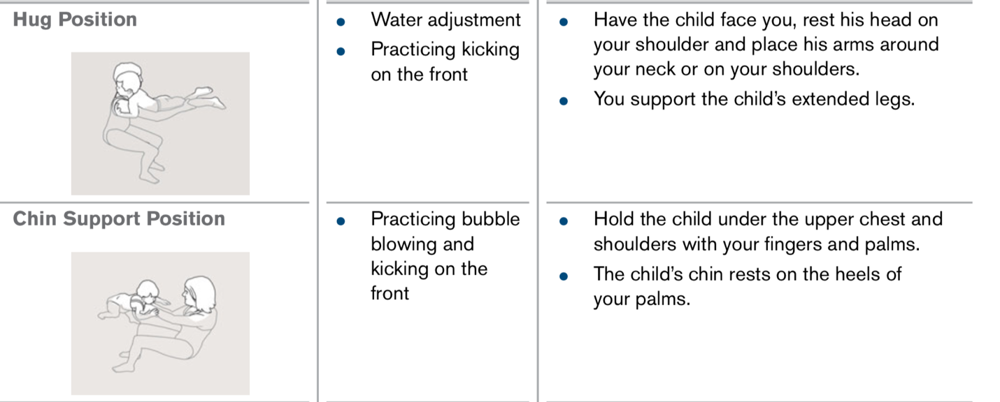 Hug Position
• Water adjustment
• Practicing kicking
on the front
• Have the child face you, rest his head on
your shoulder and place his arms around
your neck or on your shoulders.
• You support the child’s extended legs.
Chin Support Position
• Practicing bubble
blowing and
kicking on the
front
• Hold the child under the upper chest and
shoulders with your fingers and palms.
• The child’s chin rests on the heels of
your palms.